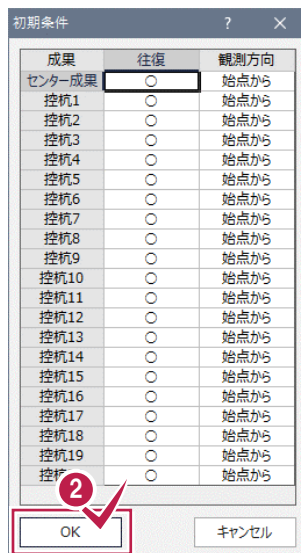 初期条件 ? ×
成果 往復 観測方向
センター成果 ○ 始点から
控杭1 ○ 始点から
控杭2 ○ 始点から
控杭3 ○ 始点から
控杭4 ○ 始点から
控杭5 ○ 始点から
控杭6 ○ 始点から
控杭7 ○ 始点から
控杭8 ○ 始点から
控杭9 ○ 始点から
控杭10 ○ 始点から
控杭11 ○ 始点から
控杭12 ○ 始点から
控杭13 ○ 始点から
控杭14 ○ 始点から
控杭15 ○ 始点から
控杭16 ○ 始点から
控杭17 ○ 始点から
控杭18 ○ 始点から
控杭19 ○ 始点から
控 ○ 始点から
2
OK キャンセル